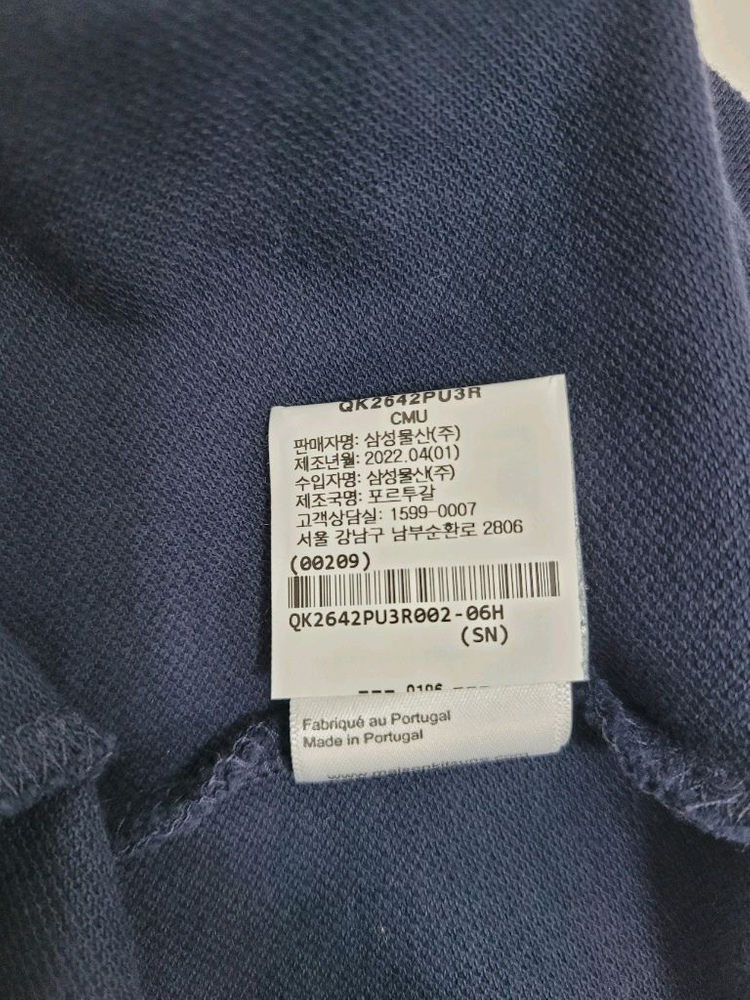 QK2642PU3R
CMU
판매자명: 삼성물산(주)
제조년월: 2022.04(01)
수입자명: 삼성물산(주)
제조국명: 포르투갈
고객상담실: 1599-0007
서울 강남구 남부순환로 2806
(00209)
QK2642PU3R002-06H
(SN)
Fabriqué au Portugal
Made in Portugal